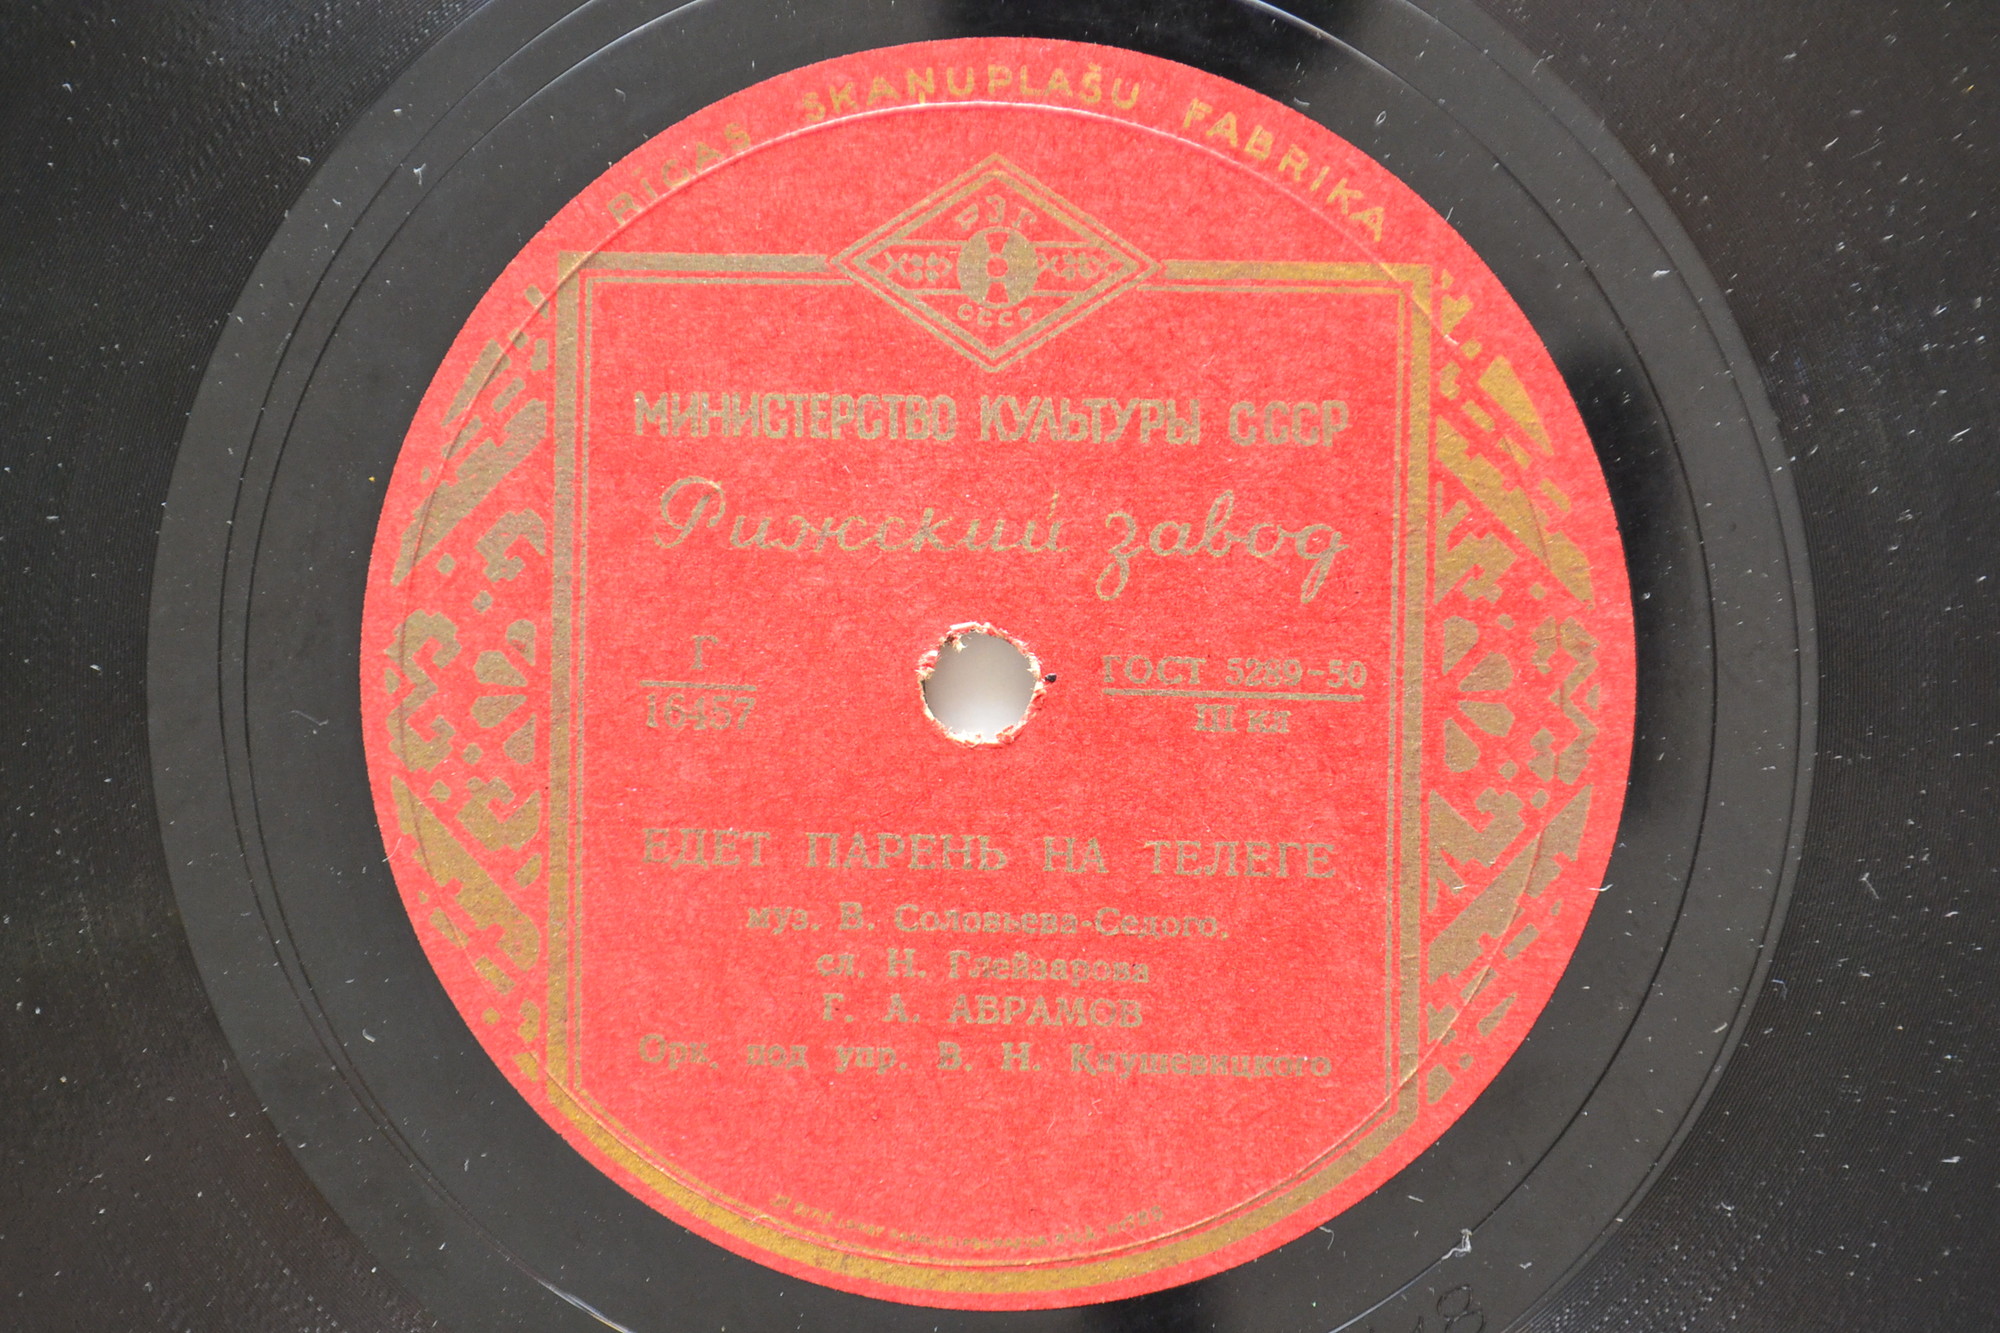 RĪGAS SKAŅUPLAŠU FABRIKA
СССР
МИНИСТЕРСТВО КУЛЬТУРЫ СССР
Рижский завод
Г
16457
ГОСТ 5289-50
III кл
ЕДЕТ ПАРЕНЬ НА ТЕЛЕГЕ
муз. В. Соловьева-Седого,
сл. Н. Глейзарова
Г. А. АВРАМОВ
Орк. под упр. В. Н. Кнушевицкого